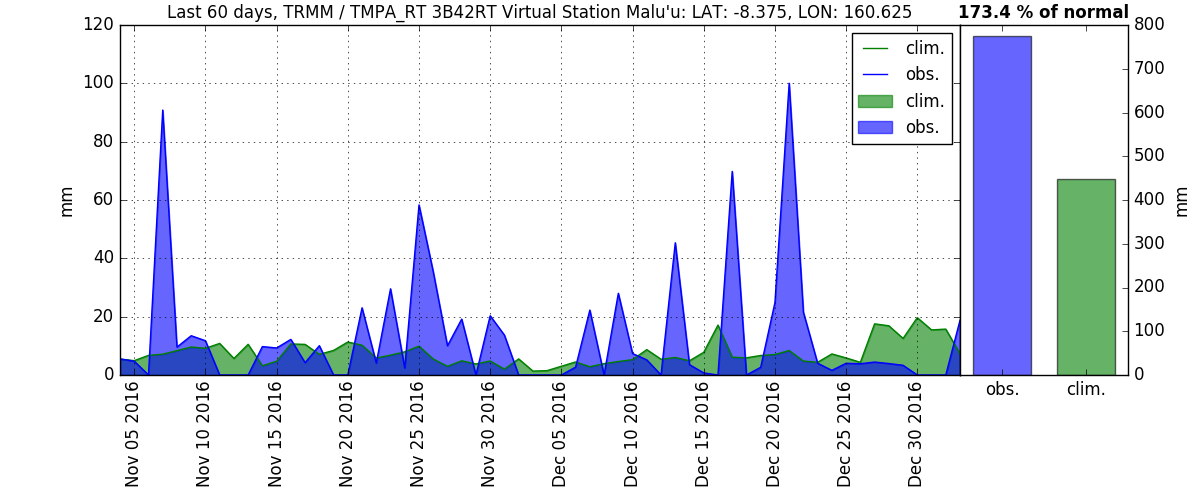 Last 60 days, TRMM / TMPA_RT 3B42RT Virtual Station Malu'u: LAT: -8.375, LON: 160.625
173.4 % of normal
120
100
80
60
40
20
0
mm
clim.
obs.
clim.
obs.
Nov 05 2016
Nov 10 2016
Nov 15 2016
Nov 20 2016
Nov 25 2016
Nov 30 2016
Dec 05 2016
Dec 10 2016
Dec 15 2016
Dec 20 2016
Dec 25 2016
Dec 30 2016
800
700
600
500
400
300
200
100
0
mm
obs.
clim.